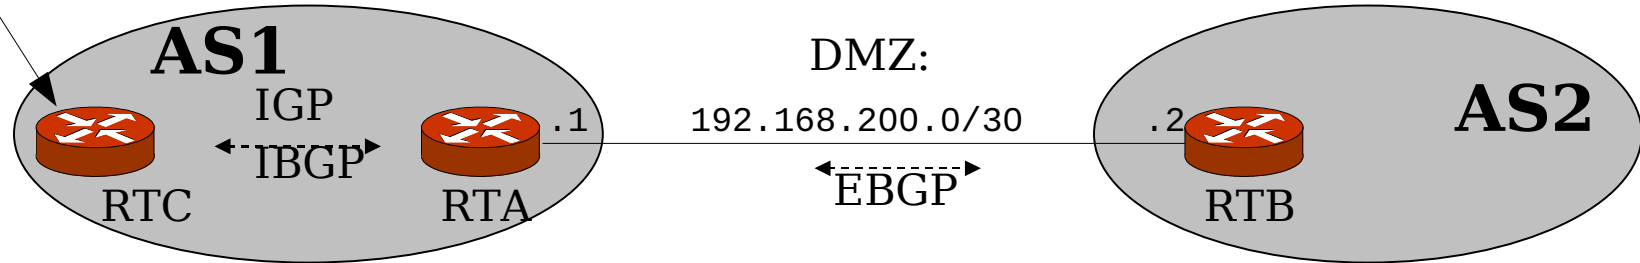 AS1
IGP
IBGP
RTC
RTA
.1
DMZ:
192.168.200.0/30
EBGP
.2
RTB
AS2